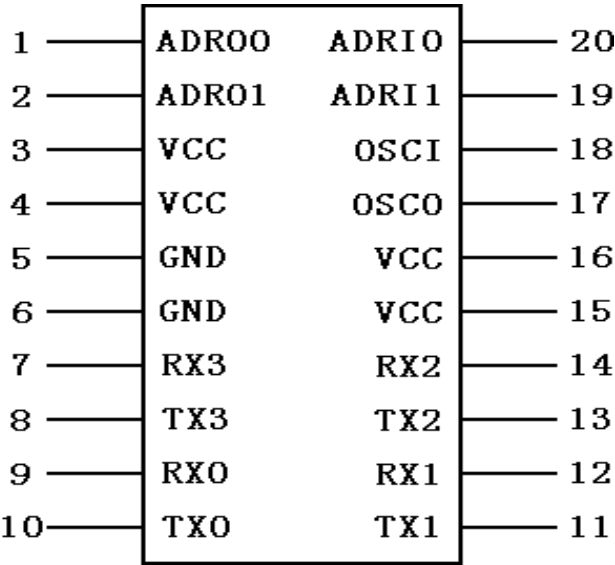 1 ADRO0 ADRI0 20
2 ADRO1 ADRI1 19
3 VCC OSCI 18
4 VCC OSCO 17
5 GND VCC 16
6 GND VCC 15
7 RX3 RX2 14
8 TX3 TX2 13
9 RX0 RX1 12
10 TX0 TX1 11